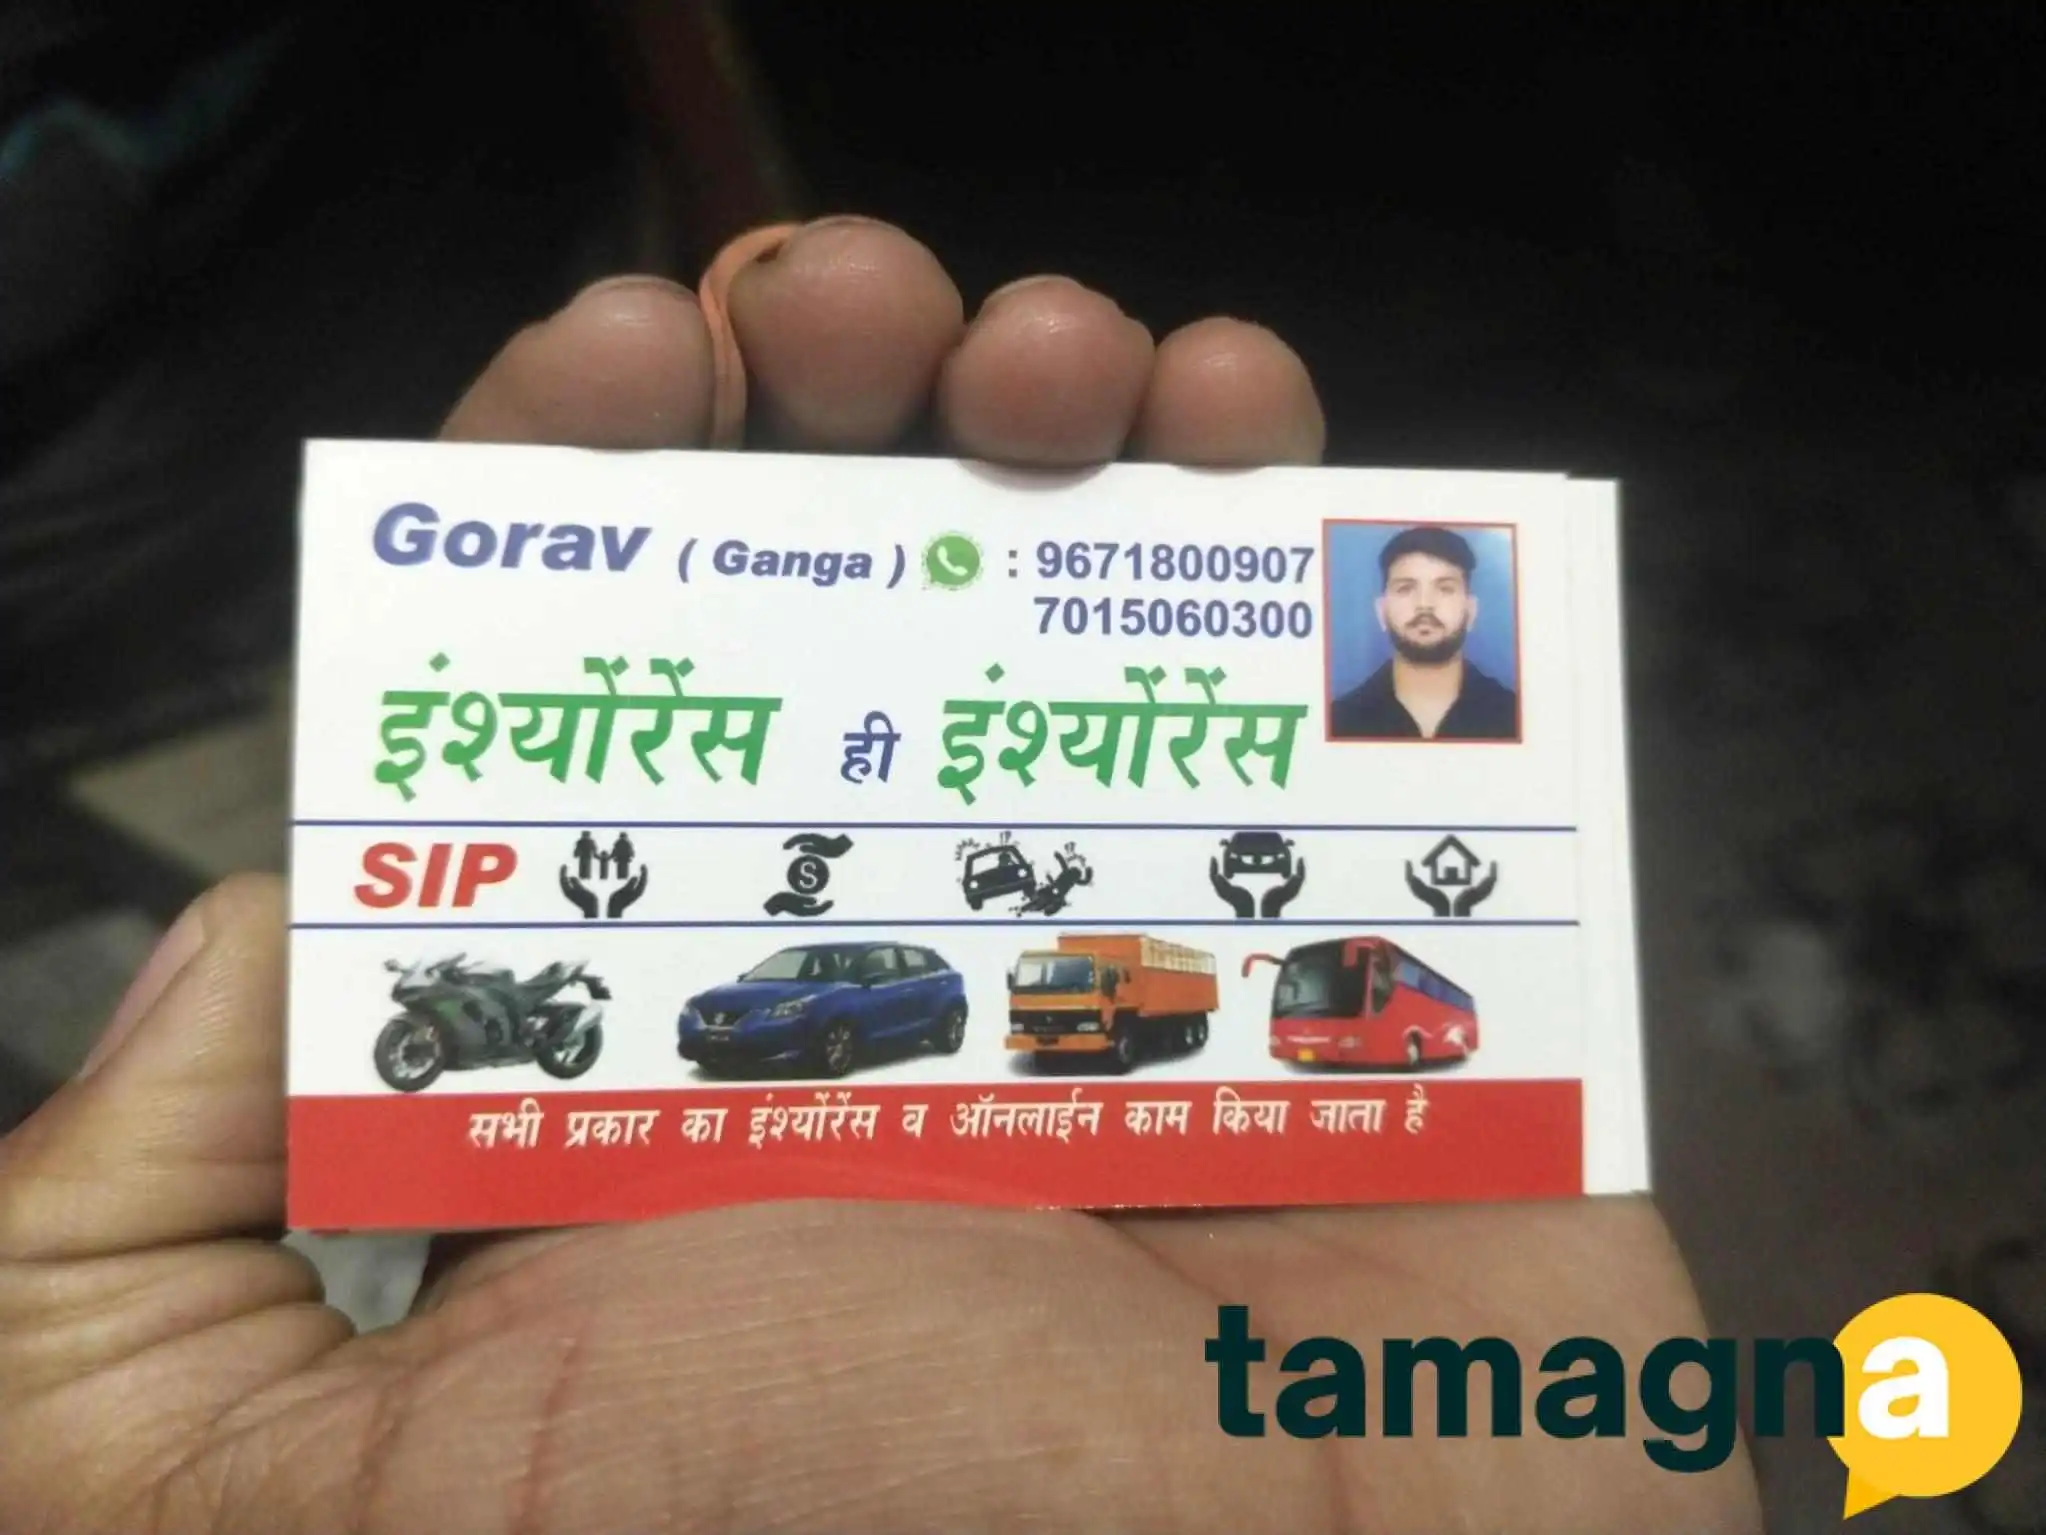 Gorav ( Ganga ) : 9671800907
7015060300
इंश्योरेंस ही इंश्योरेंस
SIP
सभी प्रकार का इंश्योरेंस व ऑनलाईन काम किया जाता है
tamagna